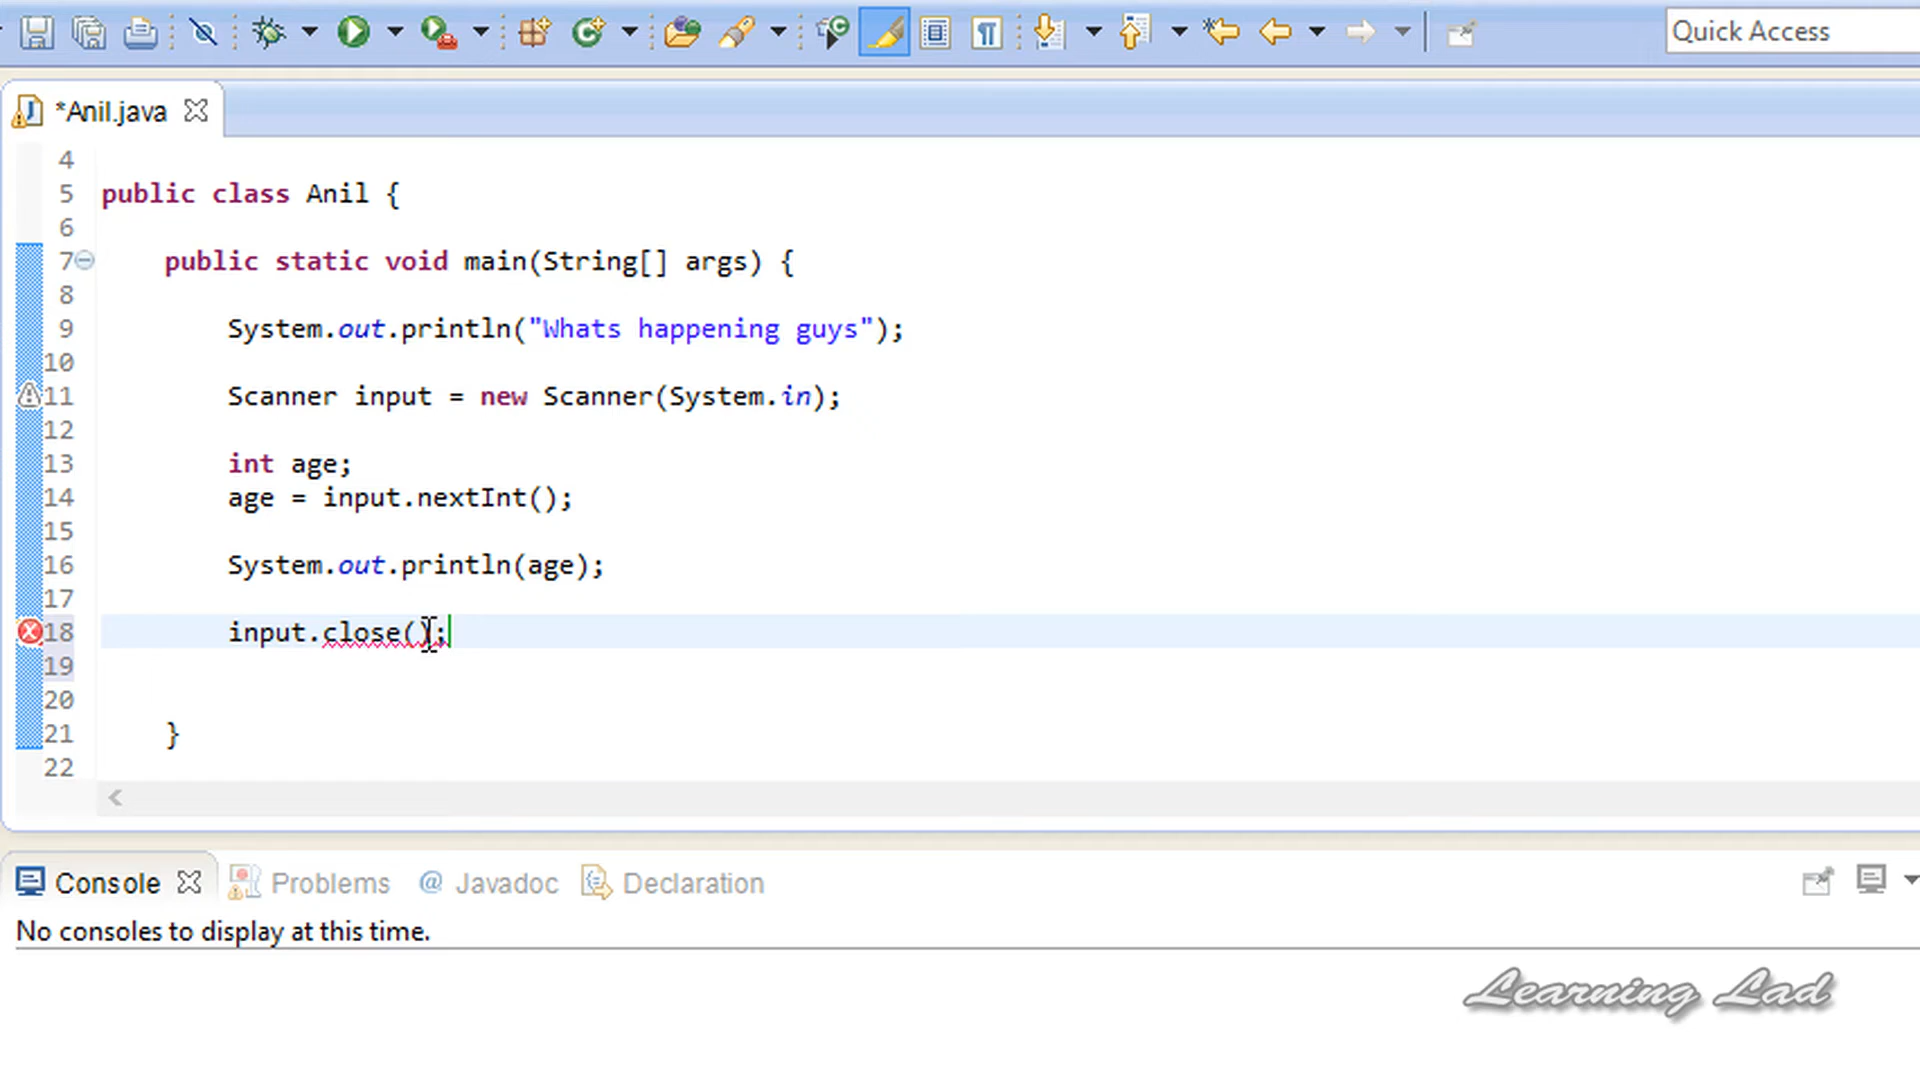 Quick Access
*Anil.java
4
5 public class Anil {
6
7 public static void main(String[] args) {
8
9 System.out.println("Whats happening guys");
10
11 Scanner input = new Scanner(System.in);
12
13 int age;
14 age = input.nextInt();
15
16 System.out.println(age);
17
18 input.close();
19
20
21 }
22
Console Problems @ Javadoc Declaration
No consoles to display at this time.
Learning Lad